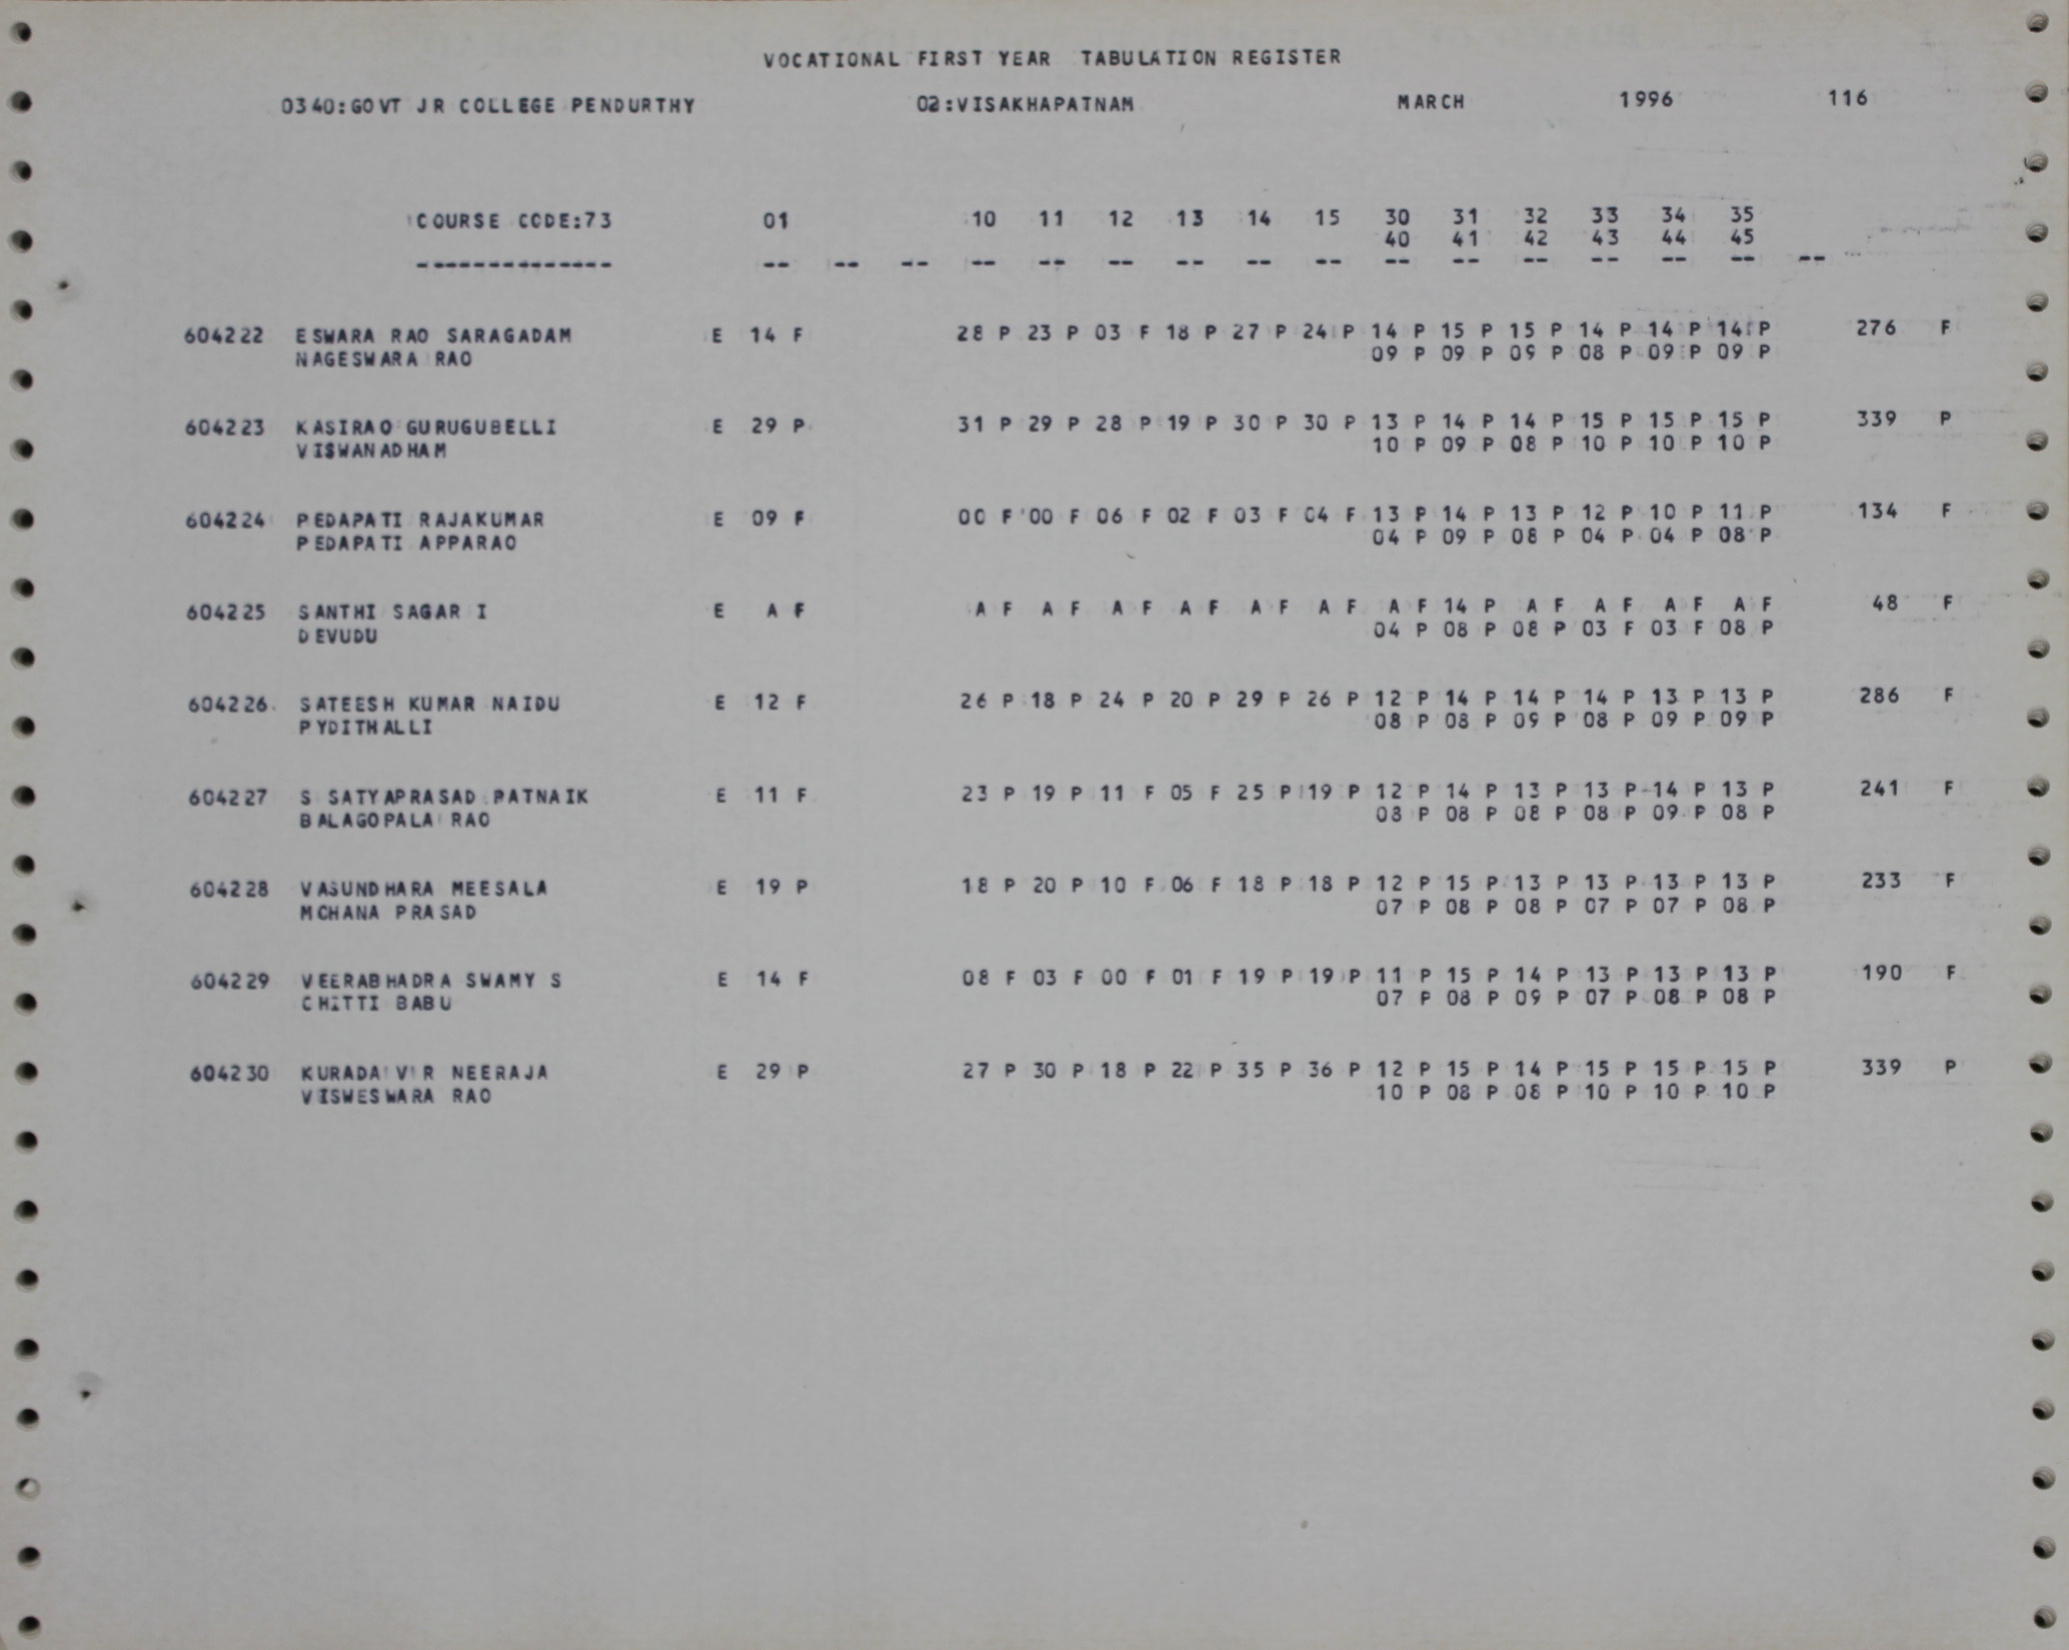 VOCATIONAL FIRST YEAR TABULATION REGISTER
0340:GOVT JR COLLEGE PENDURTHY 02:VISAKHAPATNAM MARCH 1996 116
COURSE CODE:73 01 10 11 12 13 14 15 30 31 32 33 34 35
40 41 42 43 44 45
-------------- -- -- -- -- -- -- -- -- -- -- -- -- -- -- -- --
604222 ESWARA RAO SARAGADAM E 14 F 28 P 23 P 03 F 18 P 27 P 24 P 14 P 15 P 15 P 14 P 14 P 14 P 276 F
NAGESWARA RAO 09 P 09 P 09 P 08 P 09 P 09 P
604223 KASIRAO GURUGUBELLI E 29 P 31 P 29 P 28 P 19 P 30 P 30 P 13 P 14 P 14 P 15 P 15 P 15 P 339 P
VISWANADHAM 10 P 09 P 08 P 10 P 10 P 10 P
604224 PEDAPATI RAJAKUMAR E 09 F 00 F 00 F 06 F 02 F 03 F 04 F 13 P 14 P 13 P 12 P 10 P 11 P 134 F
PEDAPATI APPARAO 04 P 09 P 08 P 04 P 04 P 08 P
604225 SANTHI SAGAR I E A F A F A F A F A F A F A F A F 14 P A F A F A F A F 48 F
DEVUDU 04 P 08 P 08 P 03 F 03 F 08 P
604226 SATEESH KUMAR NAIDU E 12 F 26 P 18 P 24 P 20 P 29 P 26 P 12 P 14 P 14 P 14 P 13 P 13 P 286 F
PYDITHALLI 08 P 08 P 09 P 08 P 09 P 09 P
604227 S SATYAPRASAD PATNAIK E 11 F 23 P 19 P 11 F 05 F 25 P 19 P 12 P 14 P 13 P 13 P 14 P 13 P 241 F
BALAGOPALA RAO 08 P 08 P 08 P 08 P 09 P 08 P
604228 VASUNDHARA MEESALA E 19 P 18 P 20 P 10 F 06 F 18 P 18 P 12 P 15 P 13 P 13 P 13 P 13 P 233 F
MCHANA PRASAD 07 P 08 P 08 P 07 P 07 P 08 P
604229 VEERABHADRA SWAMY S E 14 F 08 F 03 F 00 F 01 F 19 P 19 P 11 P 15 P 14 P 13 P 13 P 13 P 190 F
CHITTI BABU 07 P 08 P 09 P 07 P 08 P 08 P
604230 KURADA V R NEERAJA E 29 P 27 P 30 P 18 P 22 P 35 P 36 P 12 P 15 P 14 P 15 P 15 P 15 P 339 P
VISWESWARA RAO 10 P 08 P 08 P 10 P 10 P 10 P